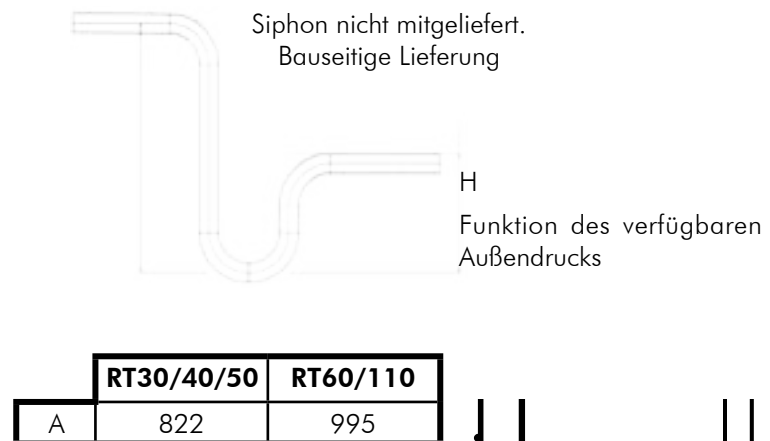 Siphon nicht mitgeliefert.
Bauseitige Lieferung
H
Funktion des verfügbaren
Außendrucks
RT30/40/50 RT60/110
A 822 995